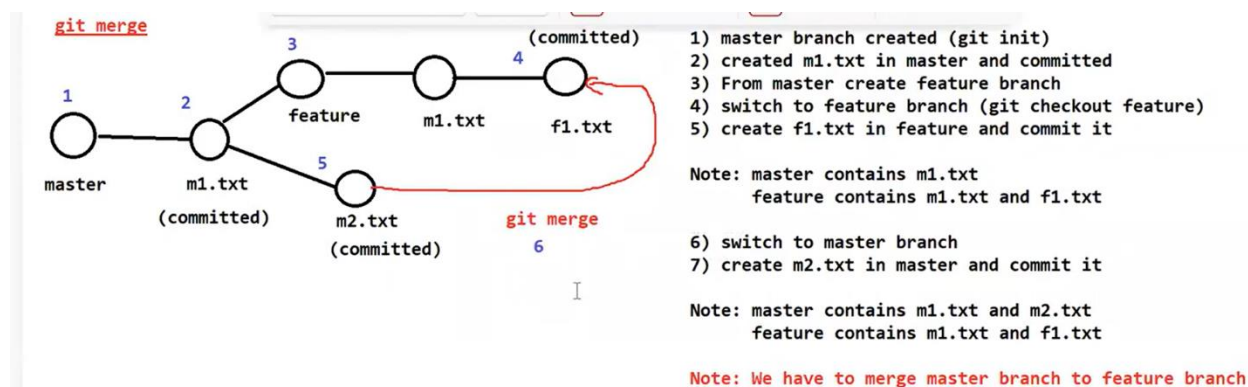 git merge
3
4
(committed)
1
2
feature
m1.txt
f1.txt
5
master
m1.txt
(committed)
m2.txt
(committed)
git merge
6
1) master branch created (git init)
2) created m1.txt in master and committed
3) From master create feature branch
4) switch to feature branch (git checkout feature)
5) create f1.txt in feature and commit it
Note: master contains m1.txt
feature contains m1.txt and f1.txt
6) switch to master branch
7) create m2.txt in master and commit it
Note: master contains m1.txt and m2.txt
feature contains m1.txt and f1.txt
Note: We have to merge master branch to feature branch